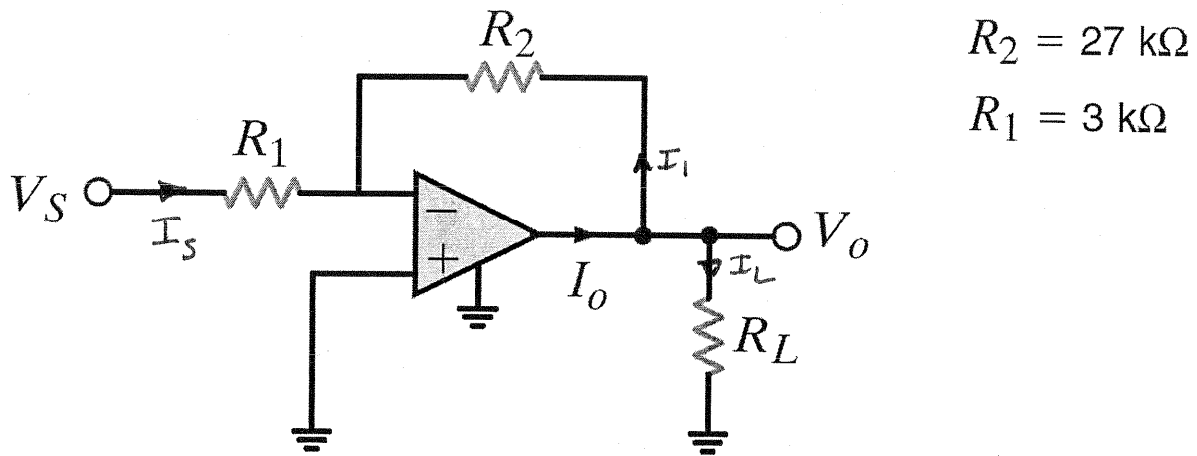 R2
R2 = 27 kΩ
R1 = 3 kΩ
R1
I1
VS
Is
−
+
Io
Vo
IL
RL